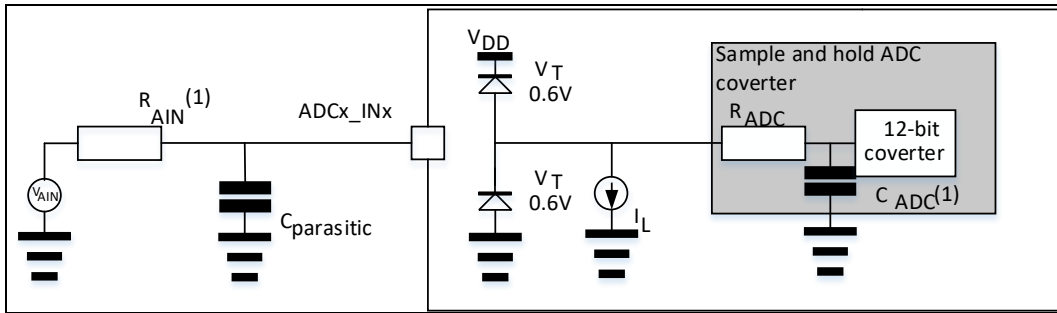 R AIN (1)
V AIN
C parasitic
ADCx_INx
V DD
V T
0.6V
V T
0.6V
I L
Sample and hold ADC
coverter
R ADC
12-bit
coverter
C ADC(1)